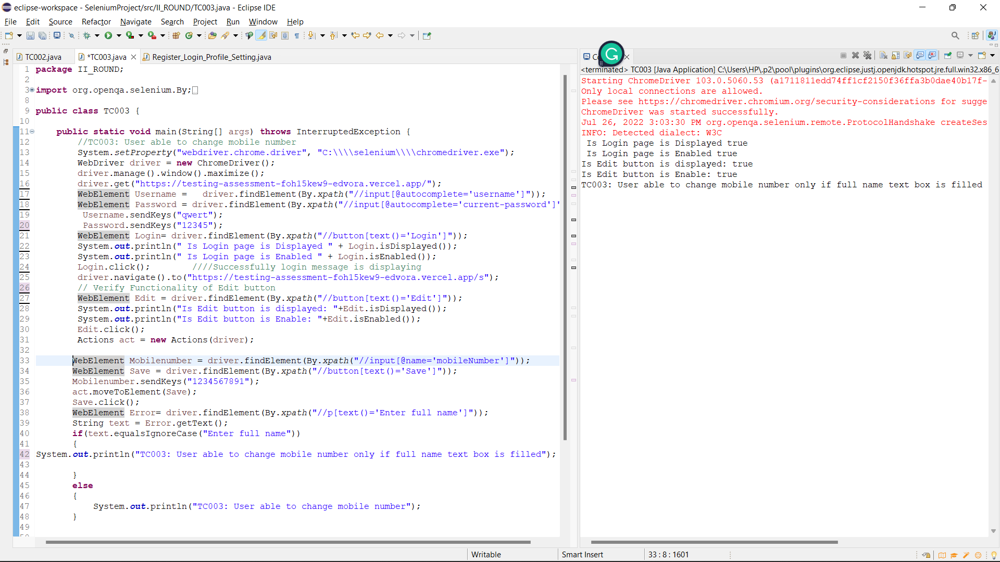 eclipse-workspace - SeleniumProject/src/II_ROUND/TC003.java - Eclipse IDE
File Edit Source Refactor Navigate Search Project Run Window Help
TC002.java *TC003.java Register_Login_Profile_Setting.java
1 package II_ROUND;
2
3 import org.openqa.selenium.By;
8
9 public class TC003 {
10
11 public static void main(String[] args) throws InterruptedException {
12 //TC003: User able to change mobile number
13 System.setProperty("webdriver.chrome.driver", "C:\\\\selenium\\\\chromedriver.exe");
14 WebDriver driver = new ChromeDriver();
15 driver.manage().window().maximize();
16 driver.get("https://testing-assessment-foh15kew9-edvora.vercel.app/");
17 WebElement Username =   driver.findElement(By.xpath("//input[@autocomplete='username']"));
18 WebElement Password = driver.findElement(By.xpath("//input[@autocomplete='current-password']'
19 Username.sendKeys("qwert");
20 Password.sendKeys("12345");
21 WebElement Login= driver.findElement(By.xpath("//button[text()='Login']"));
22 System.out.println(" Is Login page is Displayed " + Login.isDisplayed());
23 System.out.println(" Is Login page is Enabled " + Login.isEnabled());
24 Login.click();        ////Successfully login message is displaying
25 driver.navigate().to("https://testing-assessment-foh15kew9-edvora.vercel.app/s");
26 // Verify Functionality of Edit button
27 WebElement Edit = driver.findElement(By.xpath("//button[text()='Edit']"));
28 System.out.println("Is Edit button is displayed: "+Edit.isDisplayed());
29 System.out.println("Is Edit button is Enable: "+Edit.isEnabled());
30 Edit.click();
31 Actions act = new Actions(driver);
32
33 WebElement Mobilenumber = driver.findElement(By.xpath("//input[@name='mobileNumber']"));
34 WebElement Save = driver.findElement(By.xpath("//button[text()='Save']"));
35 Mobilenumber.sendKeys("1234567891");
36 act.moveToElement(Save);
37 Save.click();
38 WebElement Error= driver.findElement(By.xpath("//p[text()='Enter full name']"));
39 String text = Error.getText();
40 if(text.equalsIgnoreCase("Enter full name"))
41 {
42 System.out.println("TC003: User able to change mobile number only if full name text box is filled");
43
44 }
45 else
46 {
47 System.out.println("TC003: User able to change mobile number");
48 }
49
<terminated> TC003 [Java Application] C:\Users\HP\.p2\pool\plugins\org.eclipse.justj.openjdk.hotspot.jre.full.win32.x86_6
Starting ChromeDriver 103.0.5060.53 (a1711811edd74ff1cf2150f36ffa3b0dae40b17f-
Only local connections are allowed.
Please see https://chromedriver.chromium.org/security-considerations for sugge
ChromeDriver was started successfully.
Jul 26, 2022 3:03:30 PM org.openqa.selenium.remote.ProtocolHandshake createSes
INFO: Detected dialect: W3C
Is Login page is Displayed true
Is Login page is Enabled true
Is Edit button is displayed: true
Is Edit button is Enable: true
TC003: User able to change mobile number only if full name text box is filled
Writable Smart Insert 33 : 8 : 1601